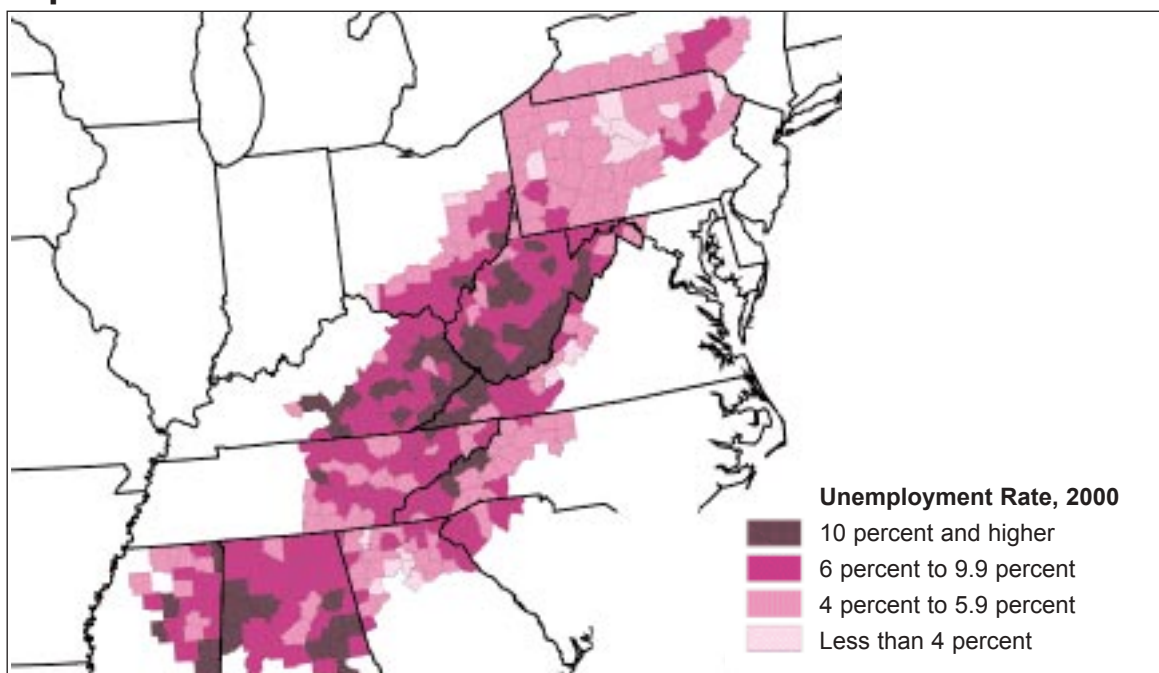 Unemployment Rate, 2000
10 percent and higher
6 percent to 9.9 percent
4 percent to 5.9 percent
Less than 4 percent